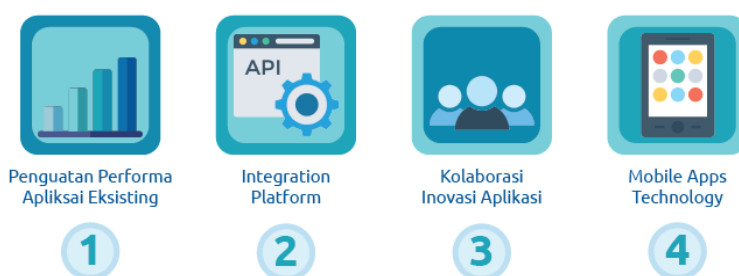 API
Penguatan Performa
Apliksai Eksisting
Integration
Platform
Kolaborasi
Inovasi Aplikasi
Mobile Apps
Technology
1
2
3
4